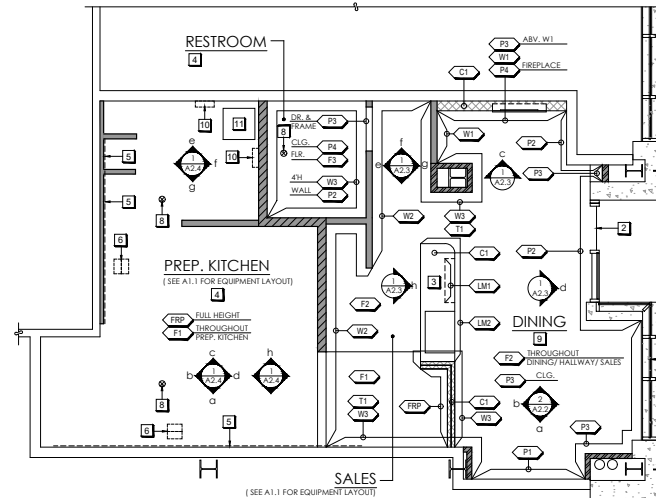 RESTROOM
4
P3 ABV. W1
W1
P4 FIREPLACE
C1
10
11
DR. & FRAME P3
8
CLG. P4
FLR. F3
4'H W3
WALL P2
e
1
A2.4
f
g
10
5
5
f
e
1
A2.3
g
W1
c
1
A2.3
P2
P3
8
6
W2
W3
T1
2
P2
PREP. KITCHEN
( SEE A1.1 FOR EQUIPMENT LAYOUT)
4
FRP FULL HEIGHT
F1 THROUGHOUT
PREP. KITCHEN
C1
3
LM1
1
A2.3
h
1
A2.3
d
F2
W2
LM2
DINING
9
F2 THROUGHOUT
DINING/ HALLWAY/ SALES
P3 CLG.
c
b
1
A2.4
d
a
h
1
A2.4
F1
T1
W3
FRP
C1
W3
b
2
A2.2
a
8
6
5
P3
P1
SALES
( SEE A1.1 FOR EQUIPMENT LAYOUT)